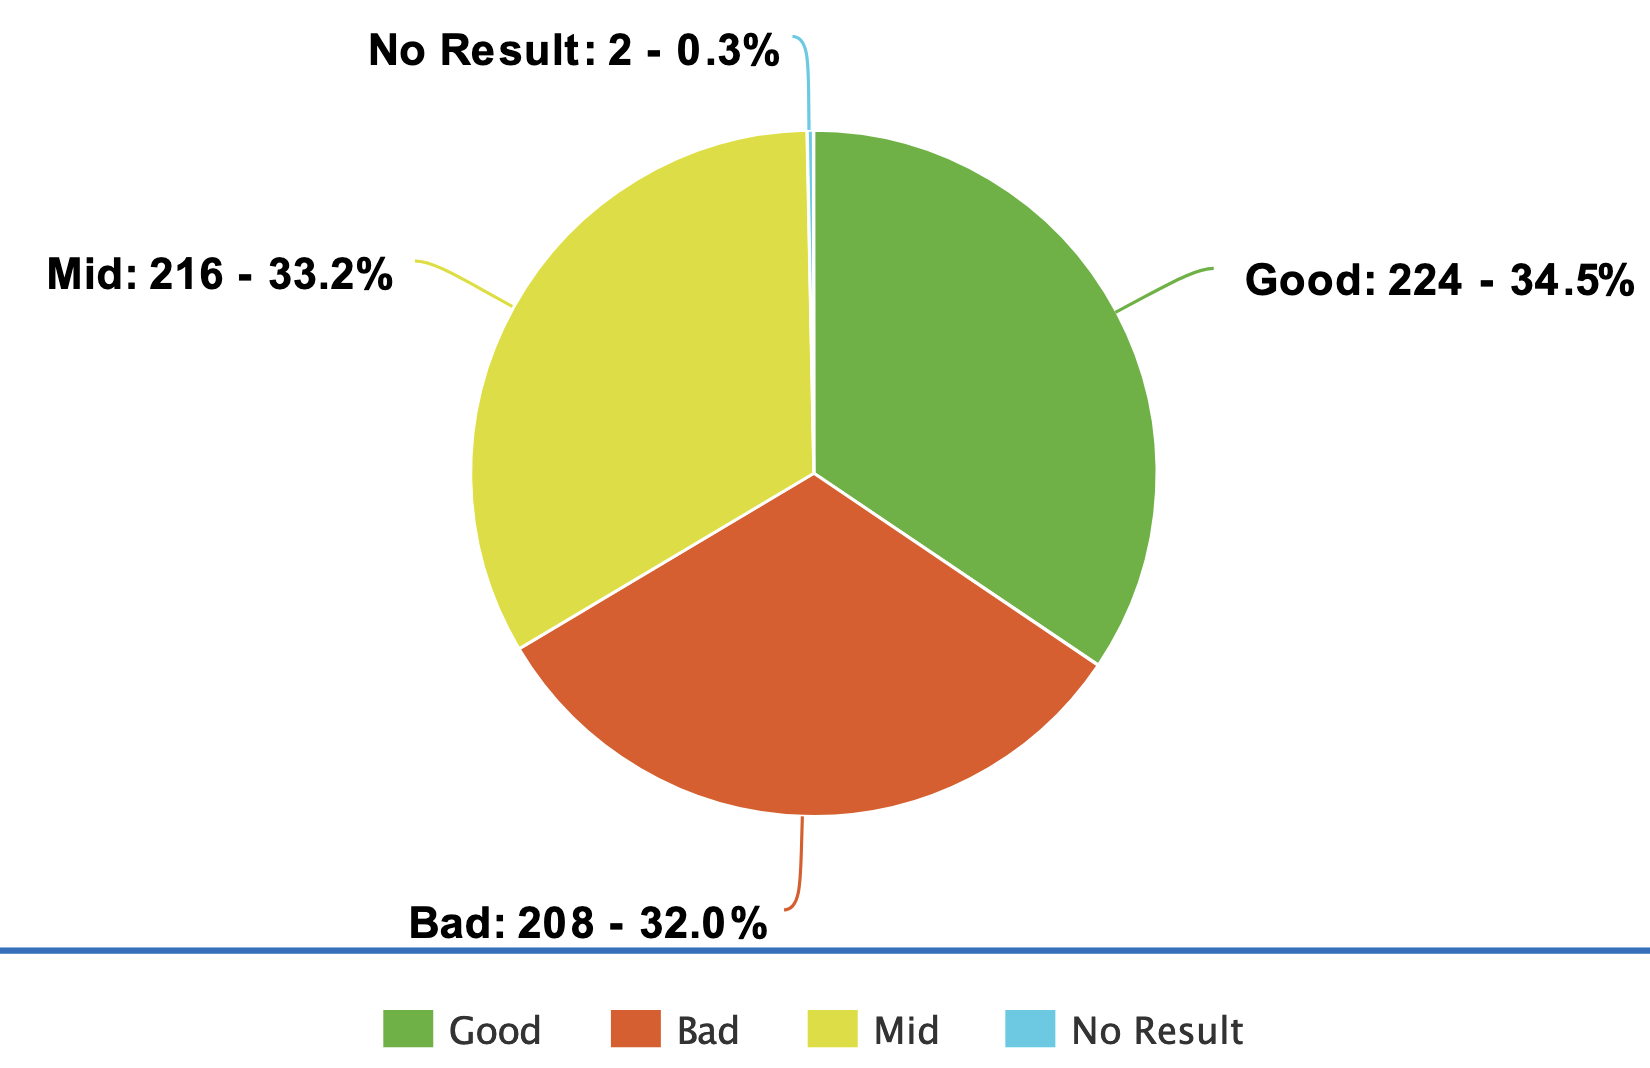 No Result: 2 - 0.3%
Mid: 216 - 33.2%
Good: 224 - 34.5%
Bad: 208 - 32.0%
Good
Bad
Mid
No Result